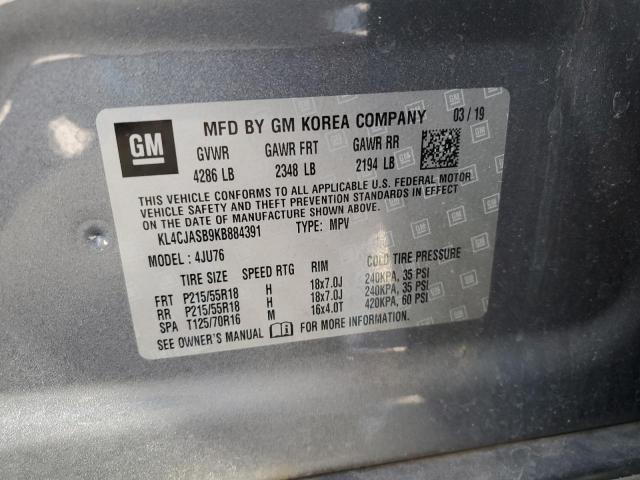 GM MFD BY GM KOREA COMPANY 03/19
GVWR GAWR FRT GAWR RR
4286 LB 2348 LB 2194 LB
THIS VEHICLE CONFORMS TO ALL APPLICABLE U.S. FEDERAL MOTOR
VEHICLE SAFETY AND THEFT PREVENTION STANDARDS IN EFFECT ON
THE DATE OF MANUFACTURE SHOWN ABOVE.
KL4CJASB9KB884391 TYPE: MPV
MODEL: 4JU76
TIRE SIZE SPEED RTG RIM COLD TIRE PRESSURE
FRT P215/55R18 H 18x7.0J 240KPA, 35 PSI
RR P215/55R18 H 18x7.0J 240KPA, 35 PSI
SPA T125/70R16 M 16x4.0T 420KPA, 60 PSI
SEE OWNER'S MANUAL FOR MORE INFORMATION.